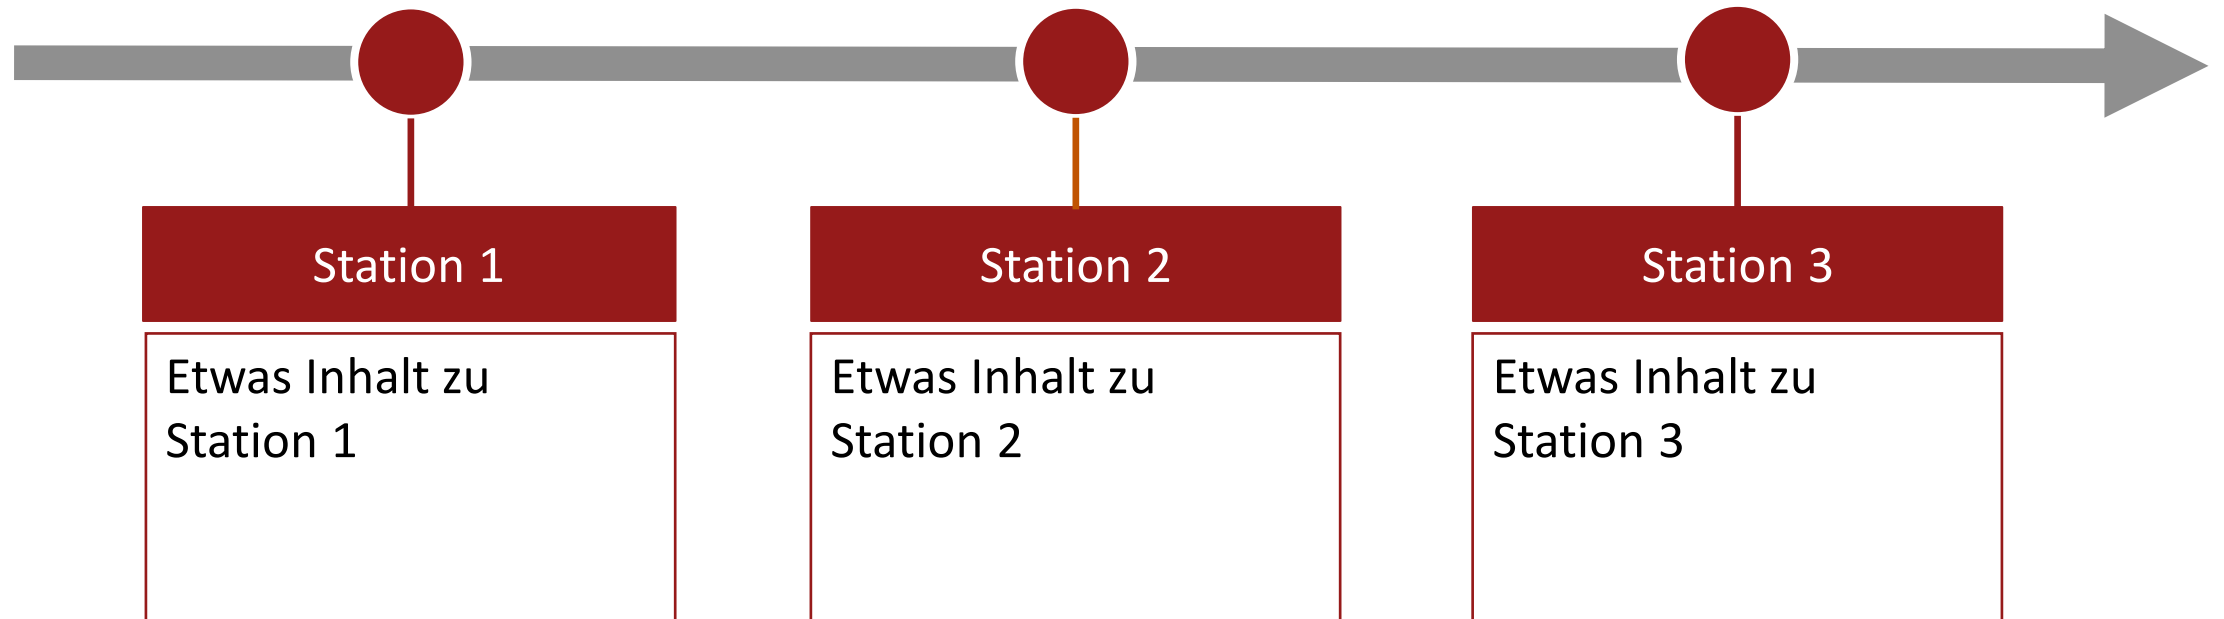 Station 1
Station 2
Station 3
Etwas Inhalt zu
Station 1
Etwas Inhalt zu
Station 2
Etwas Inhalt zu
Station 3